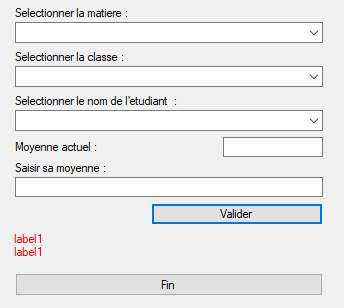 Selectionner la matiere :
Selectionner la classe :
Selectionner le nom de l'etudiant :
Moyenne actuel :
Saisir sa moyenne :
Valider
label1
label1
Fin